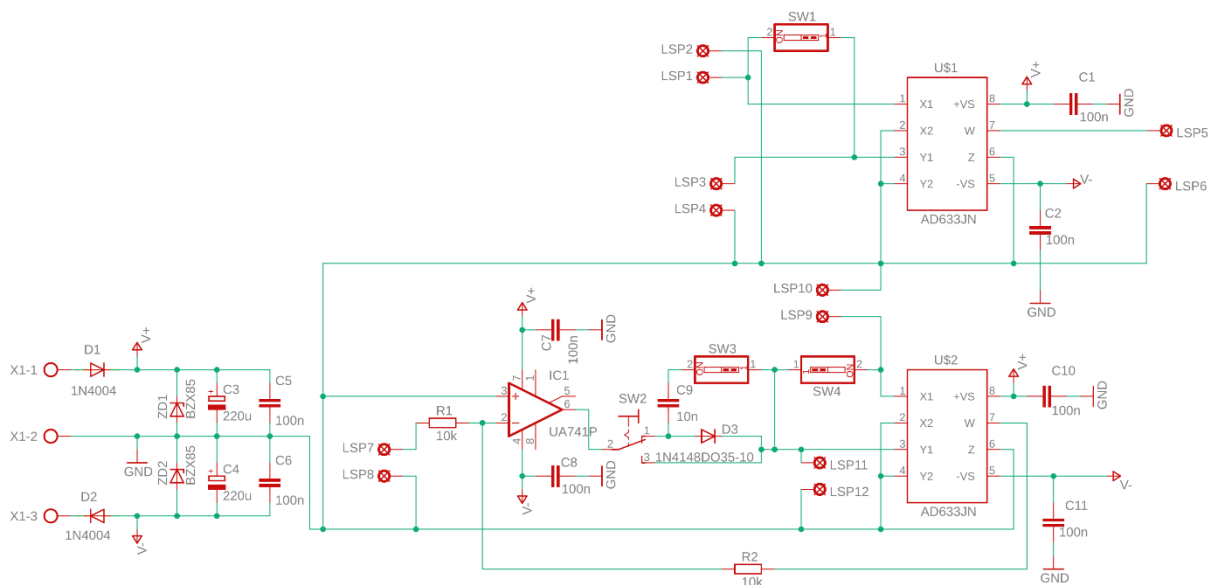 SW1
2
ON
1
LSP2
LSP1
U$1
V+
C1
GND
100n
1
X1
+VS
8
2
X2
W
7
LSP5
3
Y1
Z
6
4
Y2
-VS
5
V-
LSP3
LSP4
LSP6
AD633JN
C2
100n
GND
LSP10
LSP9
V+
C7
100n
GND
IC1
7
1
5
3
+
6
2
-
4
8
UA741P
C8
100n
GND
V-
SW3
2
ON
1
SW4
1
2
C9
10n
SW2
2
1
3
D3
1N4148DO35-10
LSP11
LSP12
U$2
V+
C10
GND
100n
1
X1
+VS
8
2
X2
W
7
3
Y1
Z
6
4
Y2
-VS
5
V-
AD633JN
C11
100n
GND
X1-1
D1
1N4004
V+
ZD1
BZX85
+
C3
220u
C5
100n
X1-2
GND
ZD2
BZX85
+
C4
220u
C6
100n
X1-3
D2
1N4004
V-
R1
10k
LSP7
LSP8
R2
10k